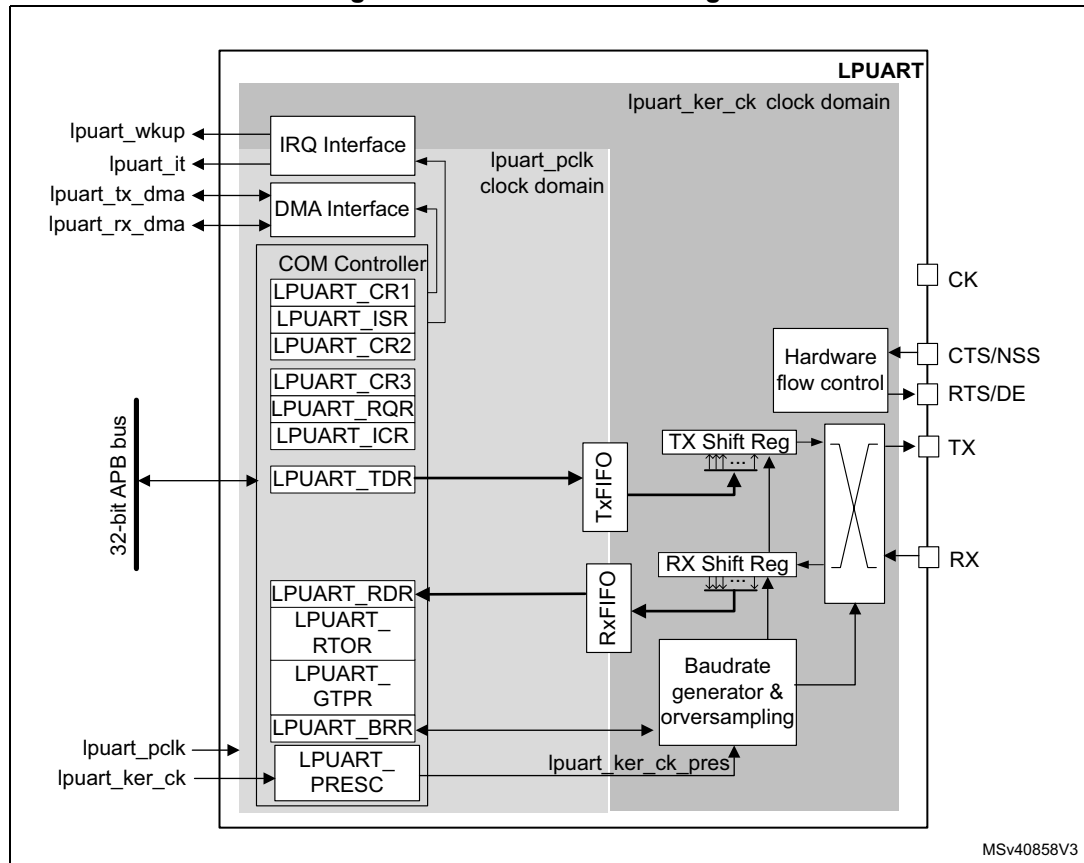 LPUART
lpuart_ker_ck clock domain
lpuart_wkup
lpuart_it
IRQ Interface
lpuart_pclk
clock domain
lpuart_tx_dma
lpuart_rx_dma
DMA Interface
COM Controller
LPUART_CR1
LPUART_ISR
LPUART_CR2
LPUART_CR3
LPUART_RQR
LPUART_ICR
LPUART_TDR
32-bit APB bus
CK
Hardware
flow control
CTS/NSS
RTS/DE
TxFIFO
TX Shift Reg
...
TX
RX Shift Reg
...
RX
RxFIFO
LPUART_RDR
LPUART_
RTOR
LPUART_
GTPR
LPUART_BRR
Baudrate
generator &
orversampling
lpuart_pclk
lpuart_ker_ck
LPUART_
PRESC
lpuart_ker_ck_pres
MSv40858V3